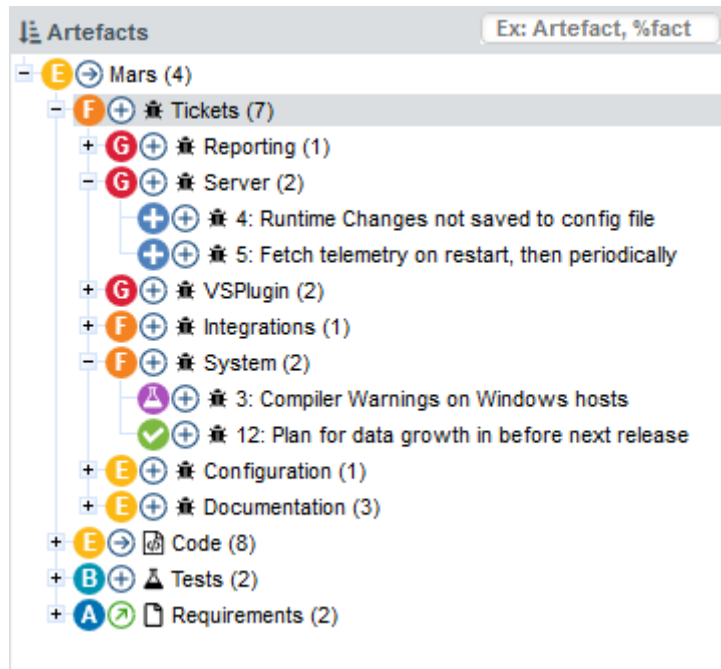 Artefacts Ex: Artefact, %fact
E Mars (4)
F Tickets (7)
G Reporting (1)
G Server (2)
4: Runtime Changes not saved to config file
5: Fetch telemetry on restart, then periodically
G VSPlugin (2)
F Integrations (1)
F System (2)
3: Compiler Warnings on Windows hosts
12: Plan for data growth in before next release
E Configuration (1)
E Documentation (3)
E Code (8)
B Tests (2)
A Requirements (2)